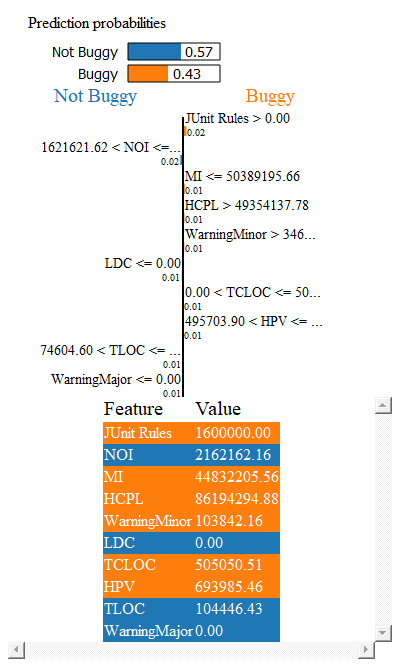 Prediction probabilities
Not Buggy 0.57
Buggy 0.43
Not Buggy Buggy
JUnit Rules > 0.00
0.02
1621621.62 < NOI <=...
0.02
MI <= 50389195.66
0.01
HCPL > 49354137.78
0.01
WarningMinor > 346...
0.01
LDC <= 0.00
0.01
0.00 < TCLOC <= 50...
0.01
495703.90 < HPV <= ...
0.01
74604.60 < TLOC <= ...
0.01
WarningMajor <= 0.00
0.01
Feature Value
JUnit Rules 1600000.00
NOI 2162162.16
MI 44832205.56
HCPL 86194294.88
WarningMinor 103842.16
LDC 0.00
TCLOC 505050.51
HPV 693985.46
TLOC 104446.43
WarningMajor 0.00